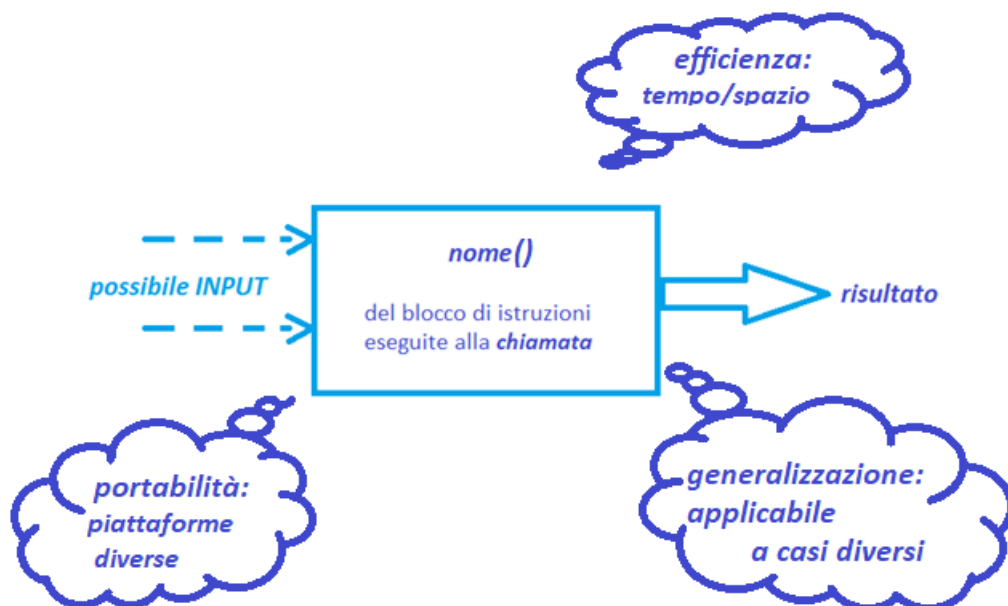 efficienza:
tempo/spazio
nome()
possibile INPUT
risultato
del blocco di istruzioni
eseguite alla chiamata
portabilità:
piattaforme
diverse
generalizzazione:
applicabile
a casi diversi